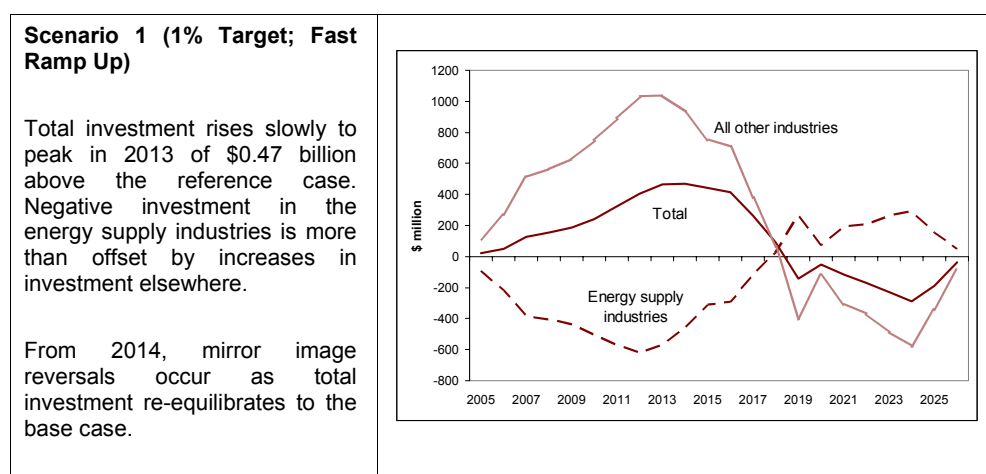 Scenario 1 (1% Target; Fast
Ramp Up)
Total investment rises slowly to
peak in 2013 of $0.47 billion
above the reference case.
Negative investment in the
energy supply industries is more
than offset by increases in
investment elsewhere.
From 2014, mirror image
reversals occur as total
investment re-equilibrates to the
base case.
1200
1000
800
600
400
200
0
-200
-400
-600
-800
$ million
All other industries
Total
Energy supply
industries
2005 2007 2009 2011 2013 2015 2017 2019 2021 2023 2025